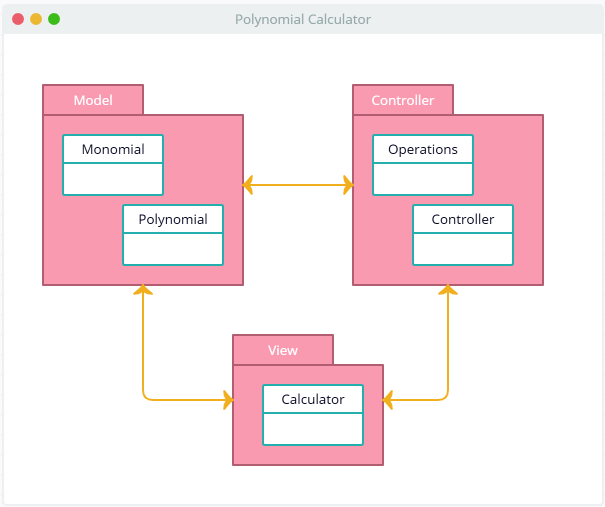 Polynomial Calculator
Model
Monomial
Polynomial
Controller
Operations
Controller
View
Calculator